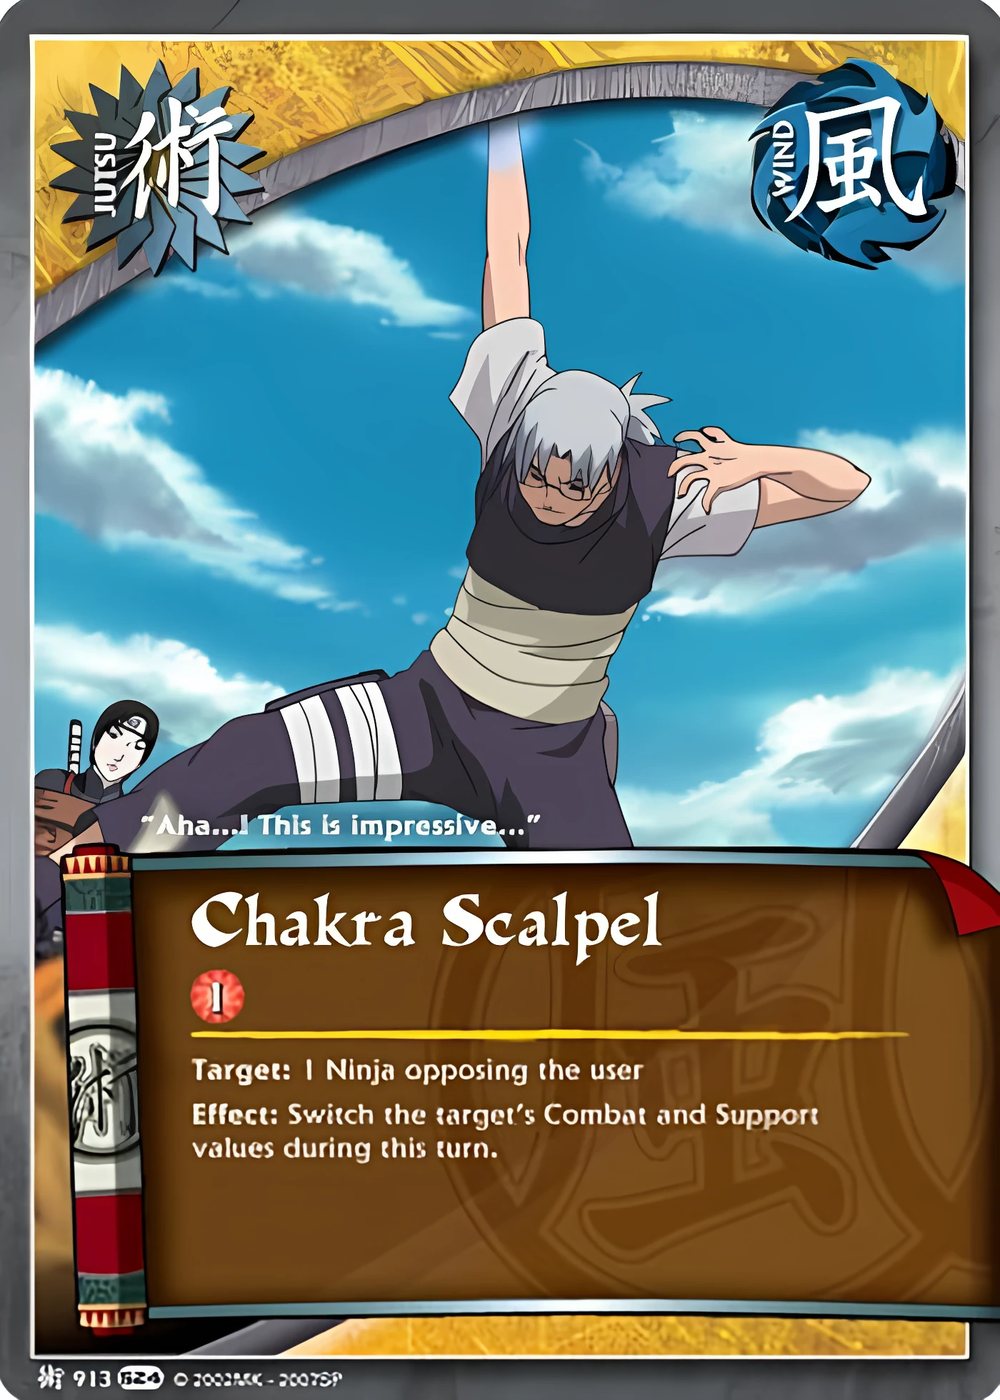 JUTSU
術
WIND
風
"Aha...! This is impressive..."
Chakra Scalpel
1
Target: 1 Ninja opposing the user
Effect: Switch the target's Combat and Support
values during this turn.
術
術 913